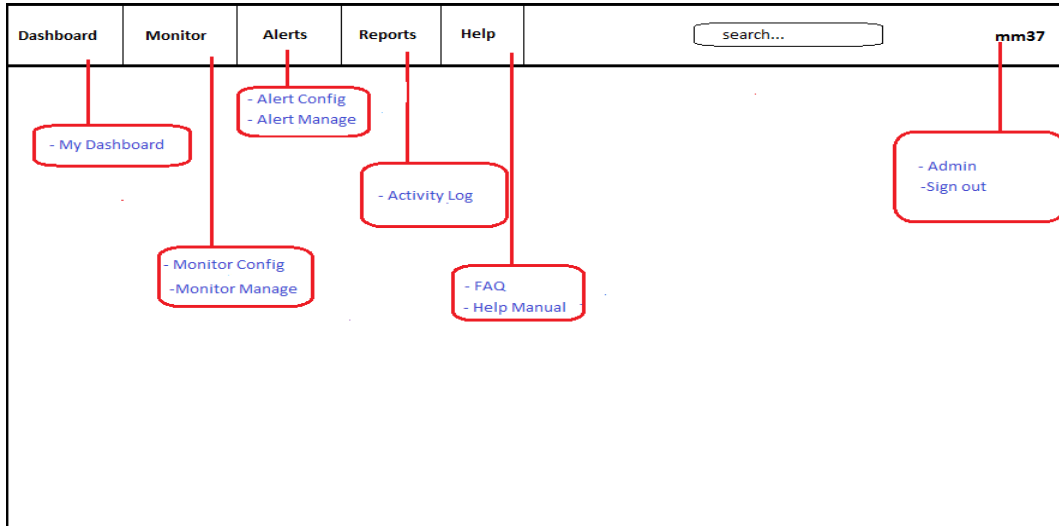 Dashboard
Monitor
Alerts
Reports
Help
search...
mm37
- My Dashboard
- Monitor Config
-Monitor Manage
- Alert Config
- Alert Manage
- Activity Log
- FAQ
- Help Manual
- Admin
-Sign out